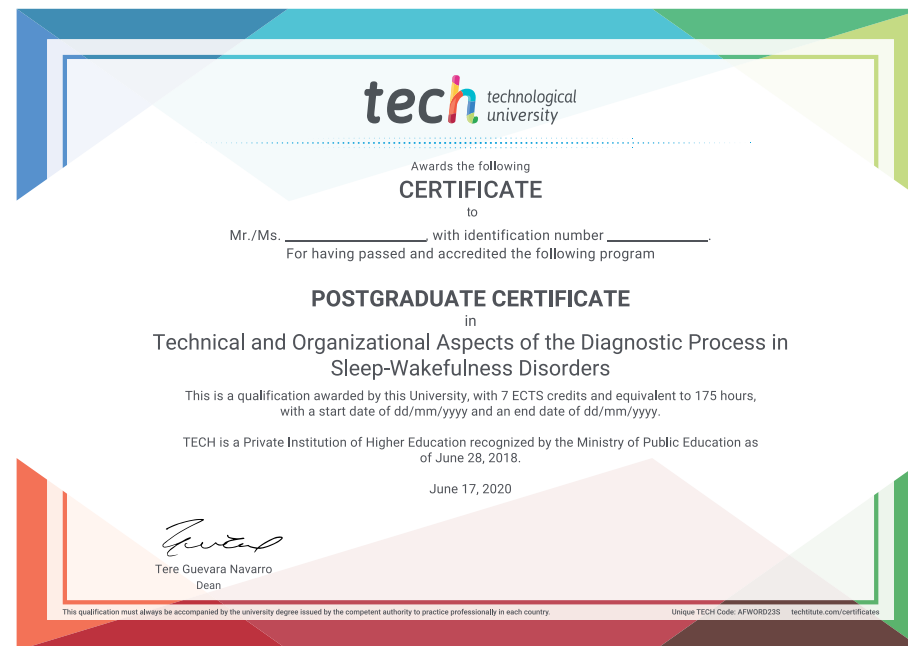 tech technological
university
Awards the following
CERTIFICATE
to
Mr./Ms. ____________________, with identification number ______________.
For having passed and accredited the following program
POSTGRADUATE CERTIFICATE
in
Technical and Organizational Aspects of the Diagnostic Process in
Sleep-Wakefulness Disorders
This is a qualification awarded by this University, with 7 ECTS credits and equivalent to 175 hours,
with a start date of dd/mm/yyyy and an end date of dd/mm/yyyy.
TECH is a Private Institution of Higher Education recognized by the Ministry of Public Education as
of June 28, 2018.
June 17, 2020
Tere Guevara Navarro
Dean
This qualification must always be accompanied by the university degree issued by the competent authority to practice professionally in each country.
Unique TECH Code: AFWORD23S techtitute.com/certificates